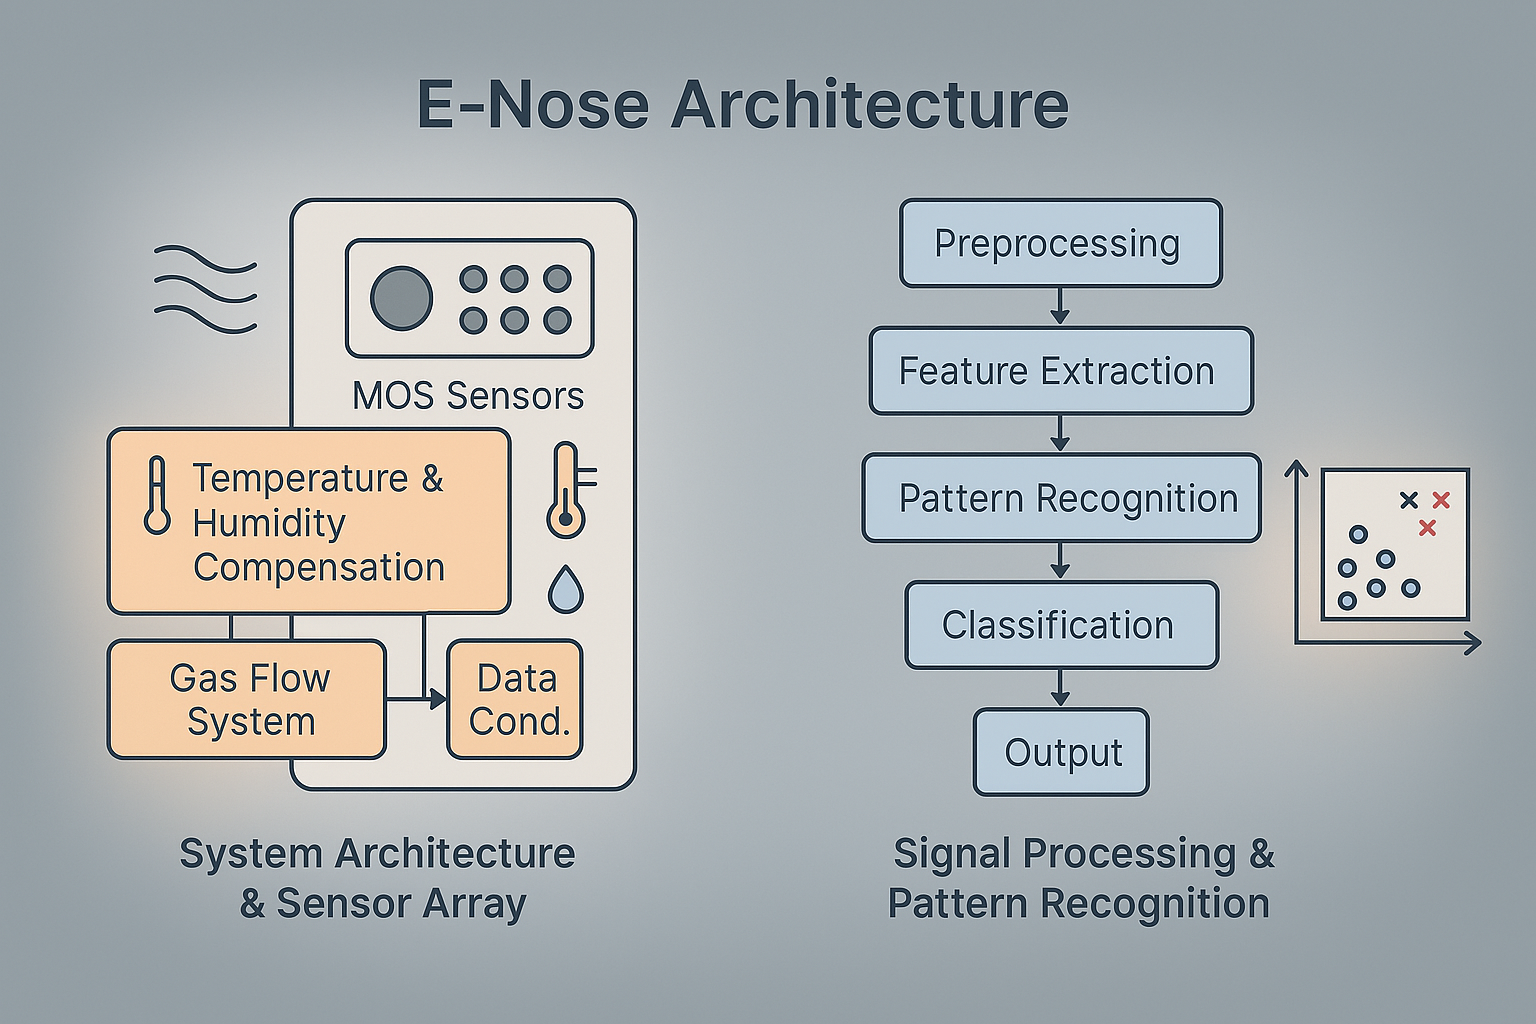 E-Nose Architecture
MOS Sensors
Temperature &
Humidity
Compensation
Gas Flow
System
Data
Cond.
System Architecture
& Sensor Array
Preprocessing
Feature Extraction
Pattern Recognition
Classification
Output
Signal Processing &
Pattern Recognition